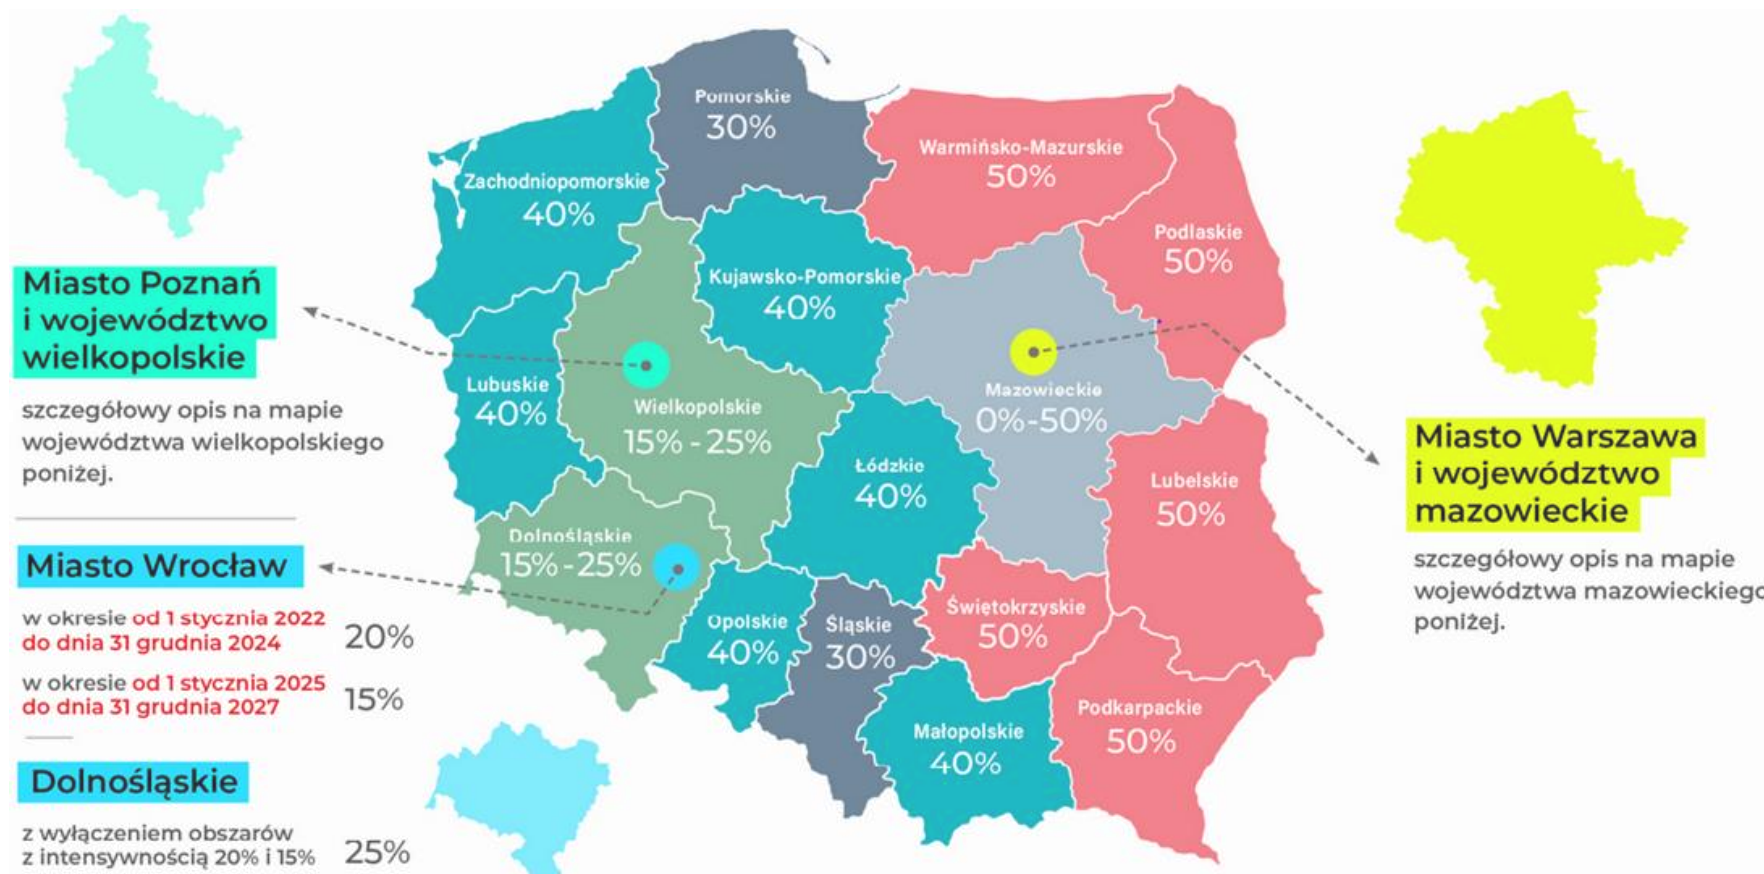 Miasto Poznań
i województwo
wielkopolskie
szczegółowy opis na mapie
województwa wielkopolskiego
poniżej.
Miasto Wrocław
w okresie od 1 stycznia 2022
do dnia 31 grudnia 2024
20%
w okresie od 1 stycznia 2025
do dnia 31 grudnia 2027
15%
Dolnośląskie
z wyłączeniem obszarów
z intensywnością 20% i 15%
25%
Pomorskie
30%
Warmińsko-Mazurskie
50%
Zachodniopomorskie
40%
Podlaskie
50%
Kujawsko-Pomorskie
40%
Lubuskie
40%
Wielkopolskie
15% - 25%
Mazowieckie
0%-50%
Łódzkie
40%
Lubelskie
50%
Dolnośląskie
15% - 25%
Opolskie
40%
Śląskie
30%
Świętokrzyskie
50%
Małopolskie
40%
Podkarpackie
50%
Miasto Warszawa
i województwo
mazowieckie
szczegółowy opis na mapie
województwa mazowieckiego
poniżej.